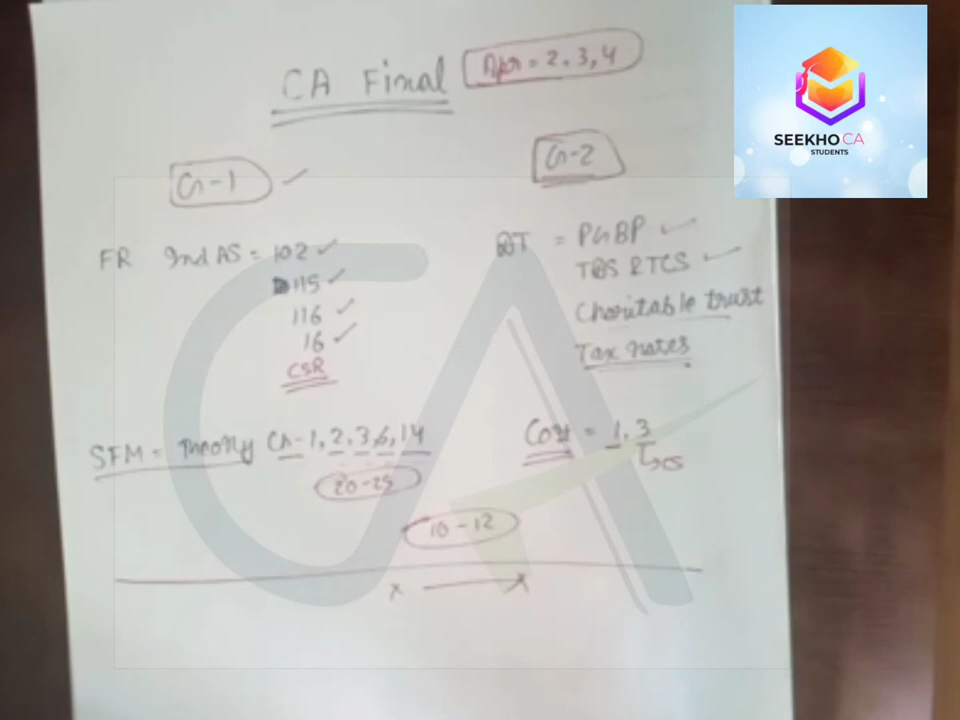 CA Final Apr = 2,3,4
SEEKHO CA
STUDENTS
G-1
G-2
FR Ind AS = 102
115
116
16
CSR
DT = PGBP
TDS & TCS
Charitable trust
Tax rates
SFM = Theory Ch-1,2,3,6,14
20-25
Cost = 1,3
CS
10-12
x x
CA